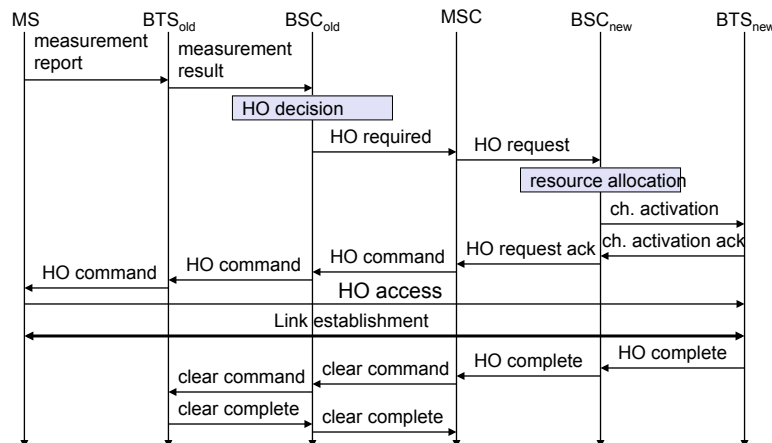 MS BTSold BSCold MSC BSCnew BTSnew
measurement
report
measurement
result
HO decision
HO required
HO request
resource allocation
ch. activation
ch. activation ack
HO request ack
HO command
HO command
HO command
HO access
Link establishment
HO complete
HO complete
clear command
clear command
clear complete
clear complete